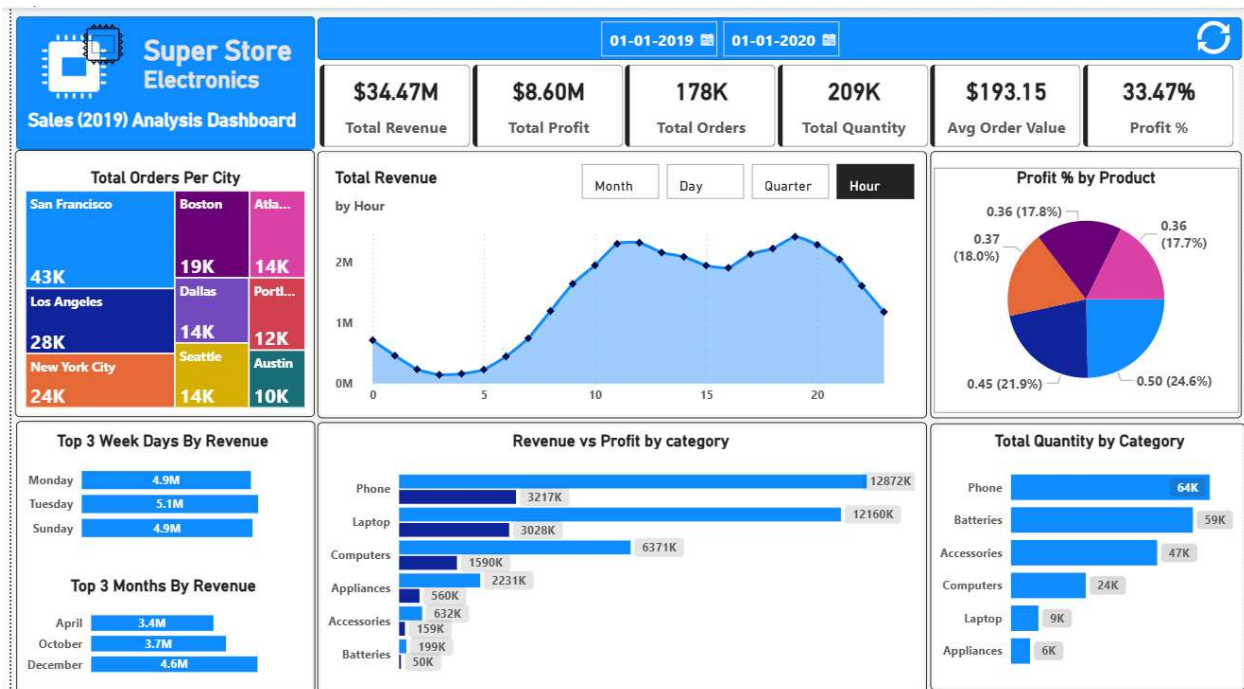 Super Store
Electronics
Sales (2019) Analysis Dashboard
01-01-2019
01-01-2020
$34.47M
Total Revenue
$8.60M
Total Profit
178K
Total Orders
209K
Total Quantity
$193.15
Avg Order Value
33.47%
Profit %
Total Orders Per City
San Francisco
43K
Los Angeles
28K
New York City
24K
Boston
19K
Dallas
14K
Seattle
14K
Atla...
14K
Portl...
12K
Austin
10K
Total Revenue
by Hour
Month
Day
Quarter
Hour
2M
1M
0M
0
5
10
15
20
Profit % by Product
0.36 (17.8%)
0.36
(17.7%)
0.37
(18.0%)
0.45 (21.9%)
0.50 (24.6%)
Top 3 Week Days By Revenue
Monday 4.9M
Tuesday 5.1M
Sunday 4.9M
Top 3 Months By Revenue
April 3.4M
October 3.7M
December 4.6M
Revenue vs Profit by category
Phone
12872K
3217K
Laptop
12160K
3028K
Computers
6371K
1590K
Appliances
2231K
560K
Accessories
632K
159K
Batteries
199K
50K
Total Quantity by Category
Phone 64K
Batteries 59K
Accessories 47K
Computers 24K
Laptop 9K
Appliances 6K